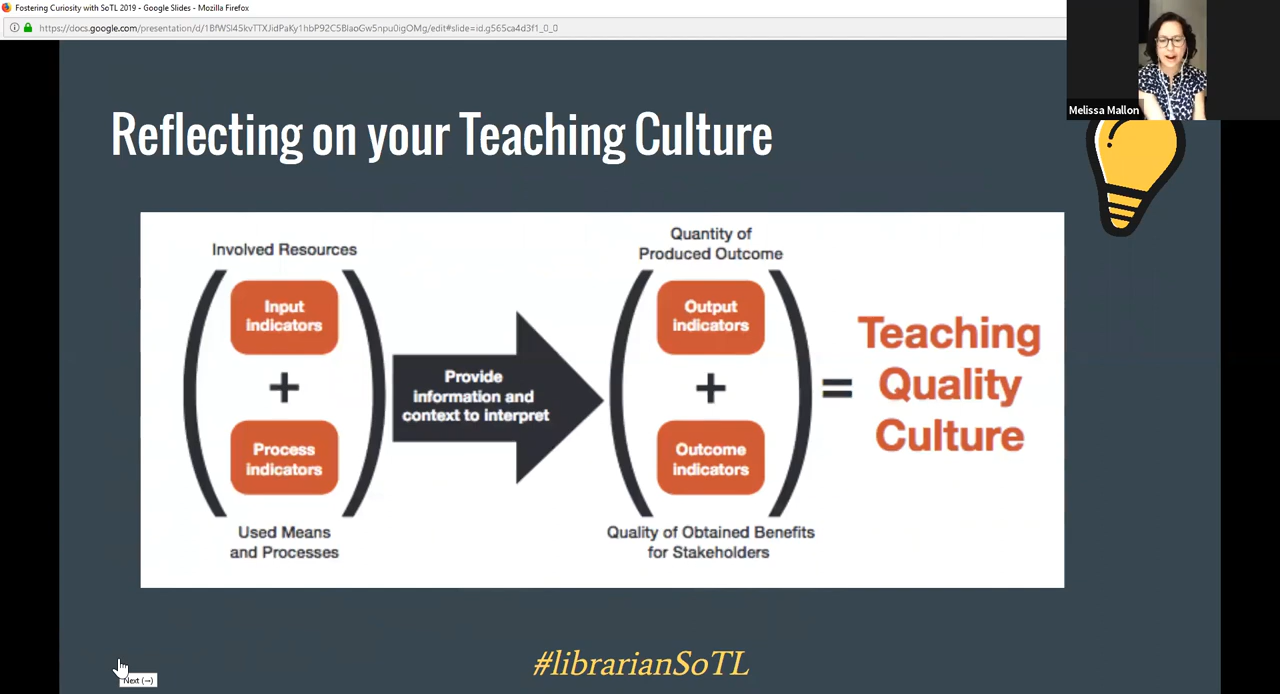 Fostering Curiosity with SoTL 2019 - Google Slides - Mozilla Firefox
https://docs.google.com/presentation/d/1BfWSl45kvTTXJidPaKy1hbP92C5BlaoGw5npu0igOMg/edit#slide=id.g565ca4d3f1_0_0
Melissa Mallon
Reflecting on your Teaching Culture
Involved Resources
Input
indicators
+
Process
indicators
Used Means
and Processes
Provide
information and
context to interpret
Quantity of
Produced Outcome
Output
indicators
+
Outcome
indicators
Quality of Obtained Benefits
for Stakeholders
=
Teaching
Quality
Culture
#librarianSoTL
Next (→)